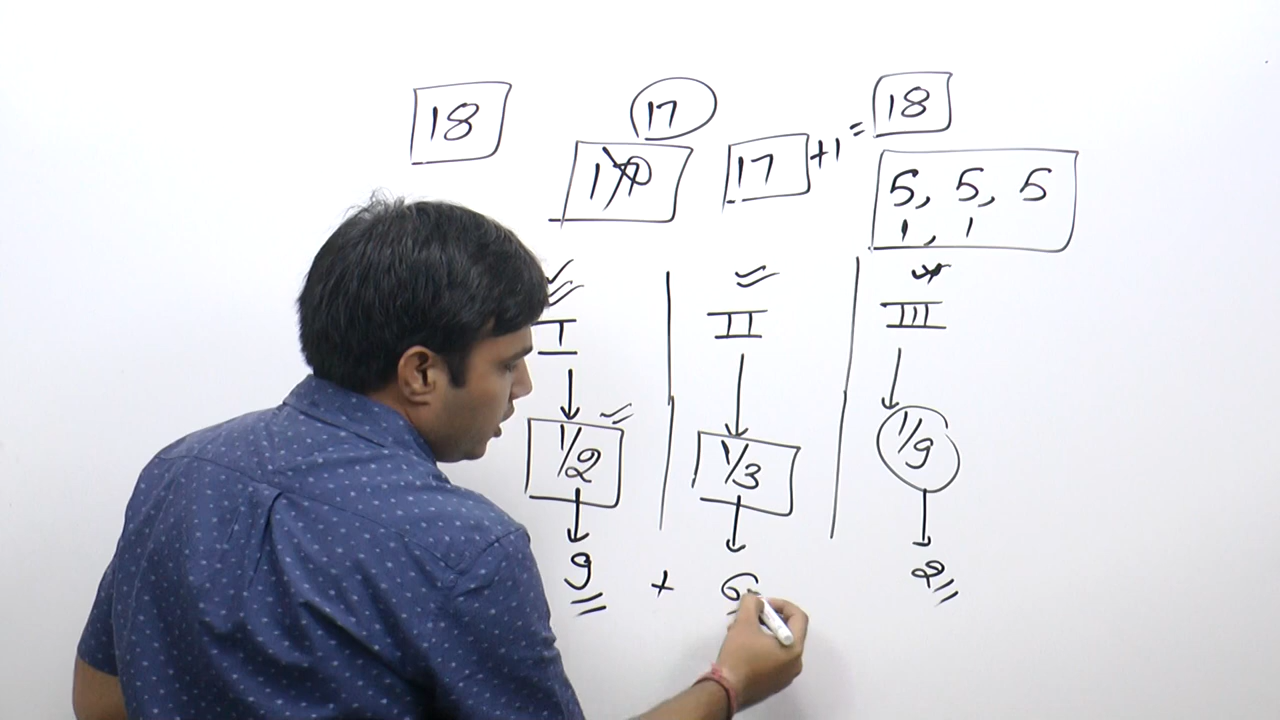 18
17
17
17 +1 = 18
5, 5, 5
1, 1
I II III
1/2 1/3 1/9
9 + 6 2